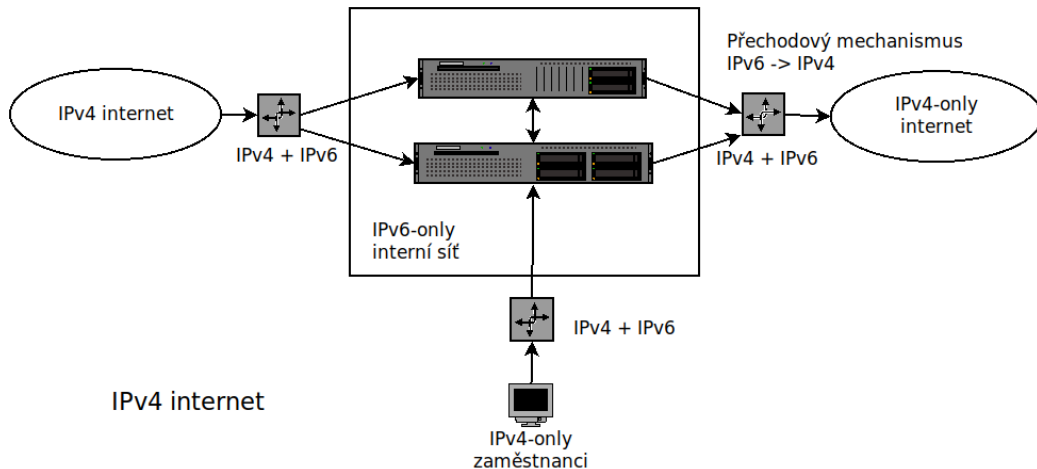 Přechodový mechanismus
IPv6 -> IPv4
IPv4 internet
IPv4-only
internet
IPv4 + IPv6
IPv4 + IPv6
IPv6-only
interní síť
IPv4 + IPv6
IPv4 internet
IPv4-only
zaměstnanci